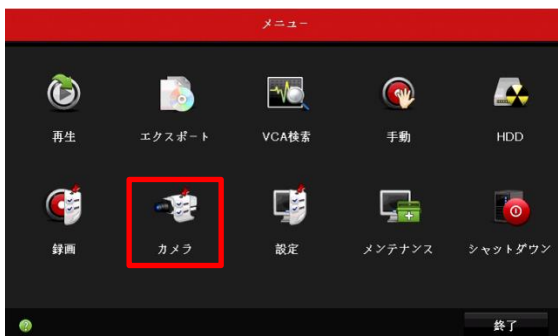 メニュー
再生
エクスポート
VCA検索
手動
HDD
録画
カメラ
設定
メンテナンス
シャットダウン
終了